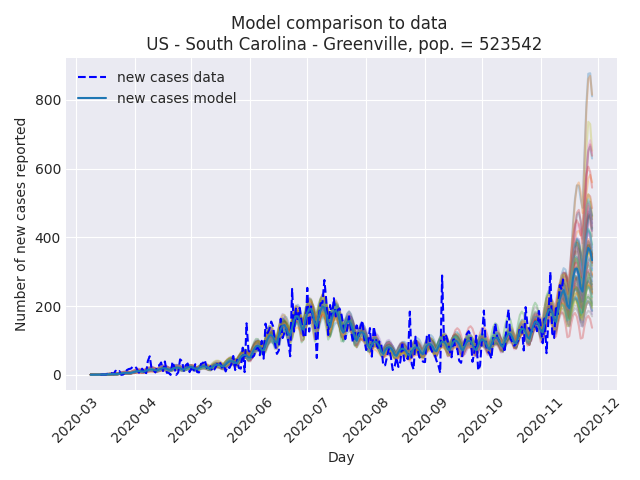 Model comparison to data
US - South Carolina - Greenville, pop. = 523542
new cases data
new cases model
Number of new cases reported
800
600
400
200
0
2020-03
2020-04
2020-05
2020-06
2020-07
2020-08
2020-09
2020-10
2020-11
2020-12
Day